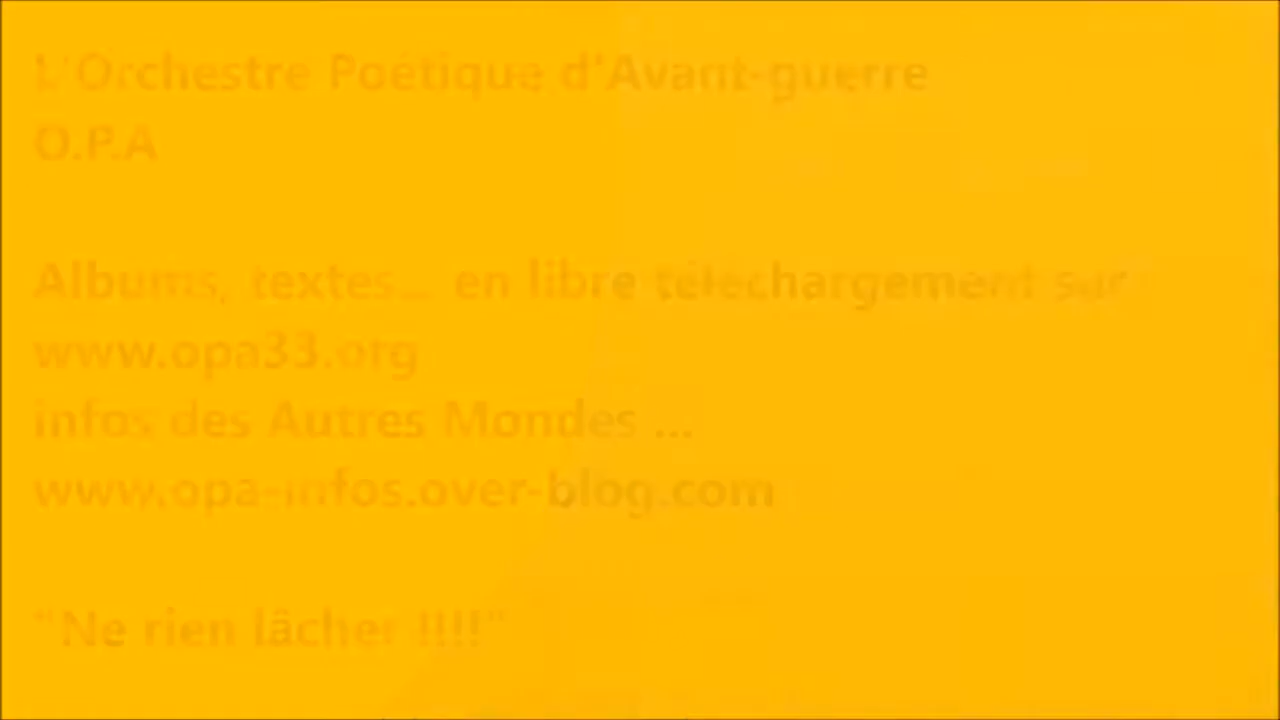 L'Orchestre Poétique d'Avant-guerre
O.P.A
Albums, textes... en libre téléchargement sur
www.opa33.org
infos des Autres Mondes ...
www.opa-infos.over-blog.com
"Ne rien lâcher !!!!"